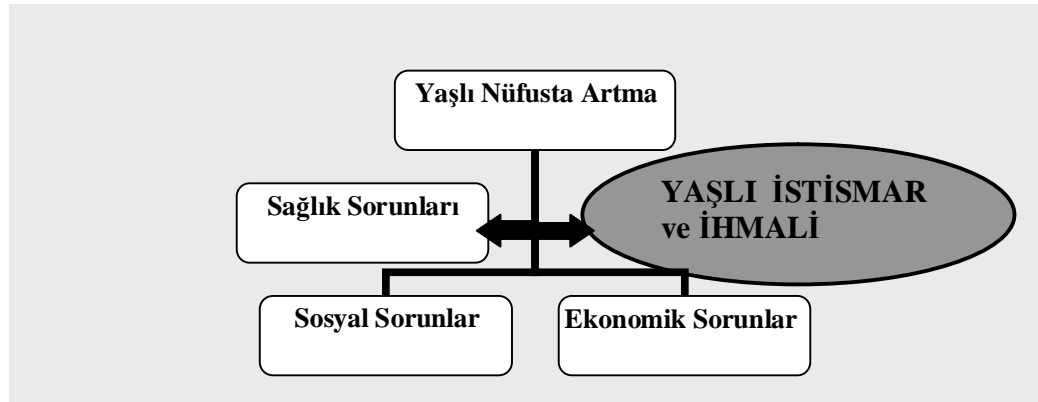 Yaşlı Nüfusta Artma
YAŞLI İSTİSMAR
ve İHMALİ
Sağlık Sorunları
Sosyal Sorunlar
Ekonomik Sorunlar